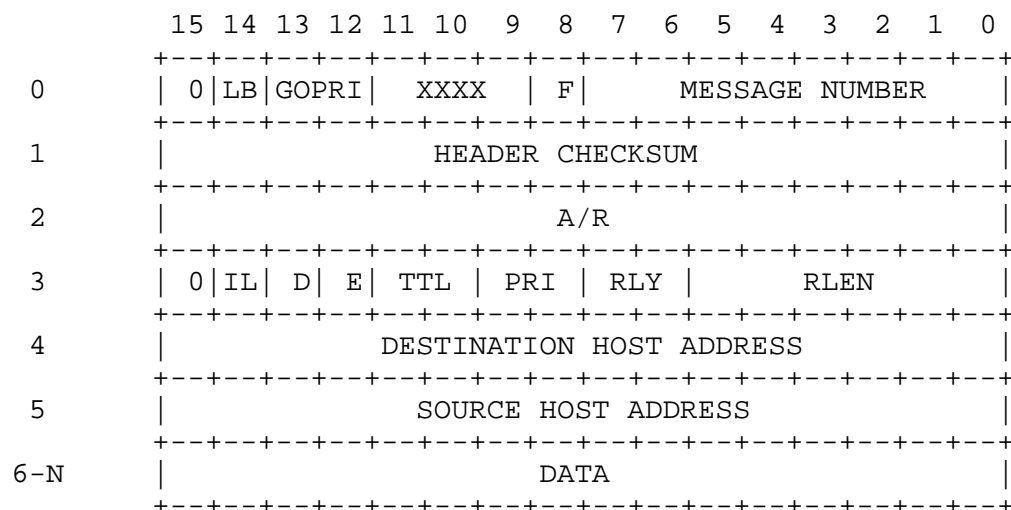 15 14 13 12 11 10 9 8 7 6 5 4 3 2 1 0
+--+--+--+--+--+--+--+--+--+--+--+--+--+--+--+--+
0 | 0|LB|GOPRI| XXXX | F| MESSAGE NUMBER |
+--+--+--+--+--+--+--+--+--+--+--+--+--+--+--+--+
1 | HEADER CHECKSUM |
+--+--+--+--+--+--+--+--+--+--+--+--+--+--+--+--+
2 | A/R |
+--+--+--+--+--+--+--+--+--+--+--+--+--+--+--+--+
3 | 0|IL| D| E| TTL | PRI | RLY | RLEN |
+--+--+--+--+--+--+--+--+--+--+--+--+--+--+--+--+
4 | DESTINATION HOST ADDRESS |
+--+--+--+--+--+--+--+--+--+--+--+--+--+--+--+--+
5 | SOURCE HOST ADDRESS |
+--+--+--+--+--+--+--+--+--+--+--+--+--+--+--+--+
6-N | DATA |
+--+--+--+--+--+--+--+--+--+--+--+--+--+--+--+--+